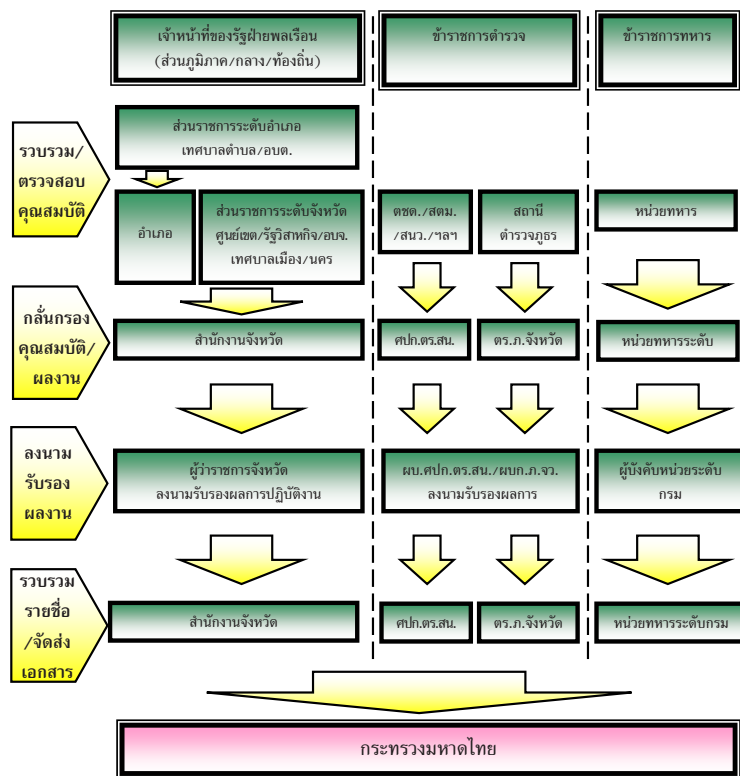 เจ้าหน้าที่ของรัฐฝ่ายพลเรือน
(ส่วนภูมิภาค/กลาง/ท้องถิ่น)
ข้าราชการตำรวจ
ข้าราชการทหาร
รวบรวม/
ตรวจสอบ
คุณสมบัติ
ส่วนราชการระดับอำเภอ
เทศบาลตำบล/อบต.
อำเภอ
ส่วนราชการระดับจังหวัด
ศูนย์เขต/รัฐวิสาหกิจ/อบจ.
เทศบาลเมือง/นคร
ตชด./สตม.
/สนว./ฯลฯ
สถานี
ตำรวจภูธร
หน่วยทหาร
กลั่นกรอง
คุณสมบัติ/
ผลงาน
สำนักงานจังหวัด
ศปก.ตร.สน.
ตร.ภ.จังหวัด
หน่วยทหารระดับ
ลงนาม
รับรอง
ผลงาน
ผู้ว่าราชการจังหวัด
ลงนามรับรองผลการปฏิบัติงาน
ผบ.ศปก.ตร.สน./ผบก.ภ.จว.
ลงนามรับรองผลการ
ผู้บังคับหน่วยระดับ
กรม
รวบรวม
รายชื่อ
/จัดส่ง
เอกสาร
สำนักงานจังหวัด
ศปก.ตร.สน.
ตร.ภ.จังหวัด
หน่วยทหารระดับกรม
กระทรวงมหาดไทย